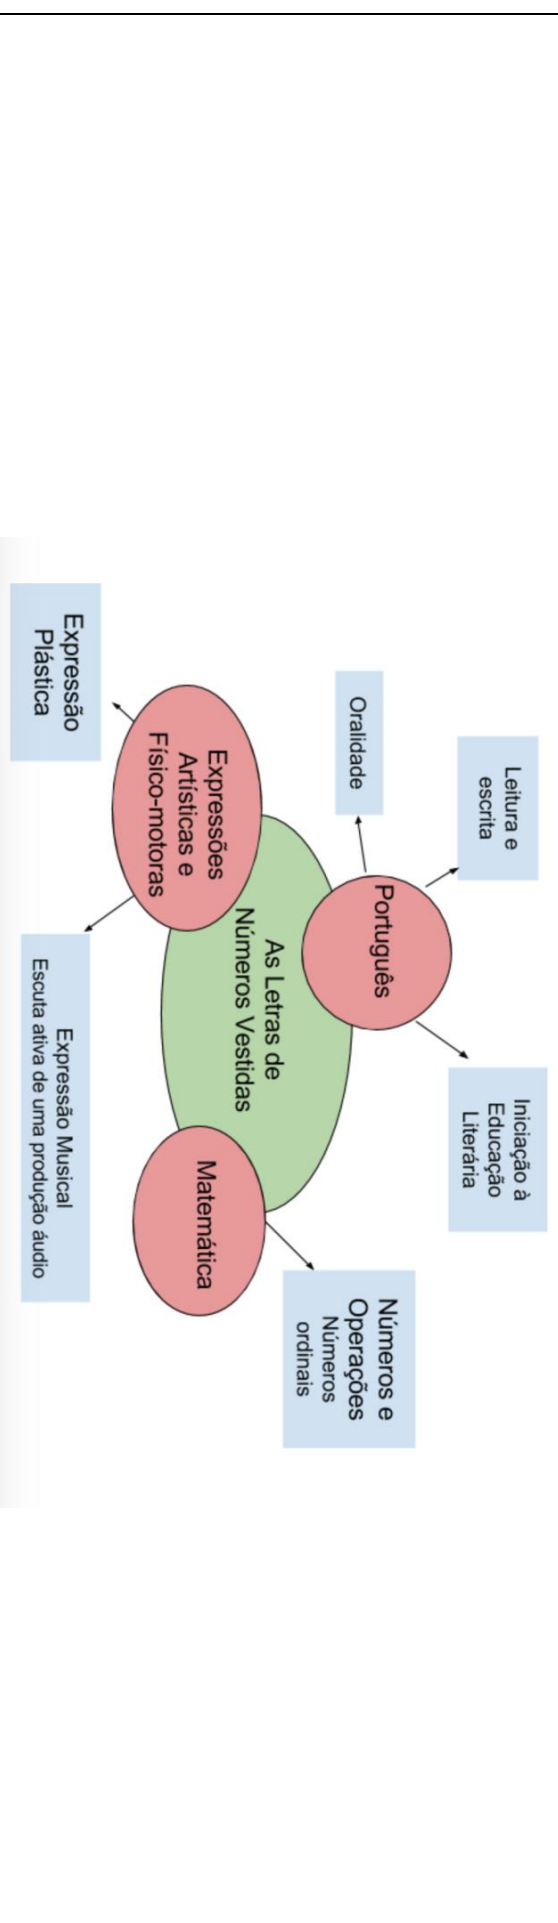 Leitura e
escrita
Iniciação à
Educação
Literária
Oralidade
Português
Números e
Operações
Números
ordinais
As Letras de
Números Vestidas
Expressões
Artísticas e
Físico-motoras
Matemática
Expressão
Plástica
Expressão Musical
Escuta ativa de uma produção áudio